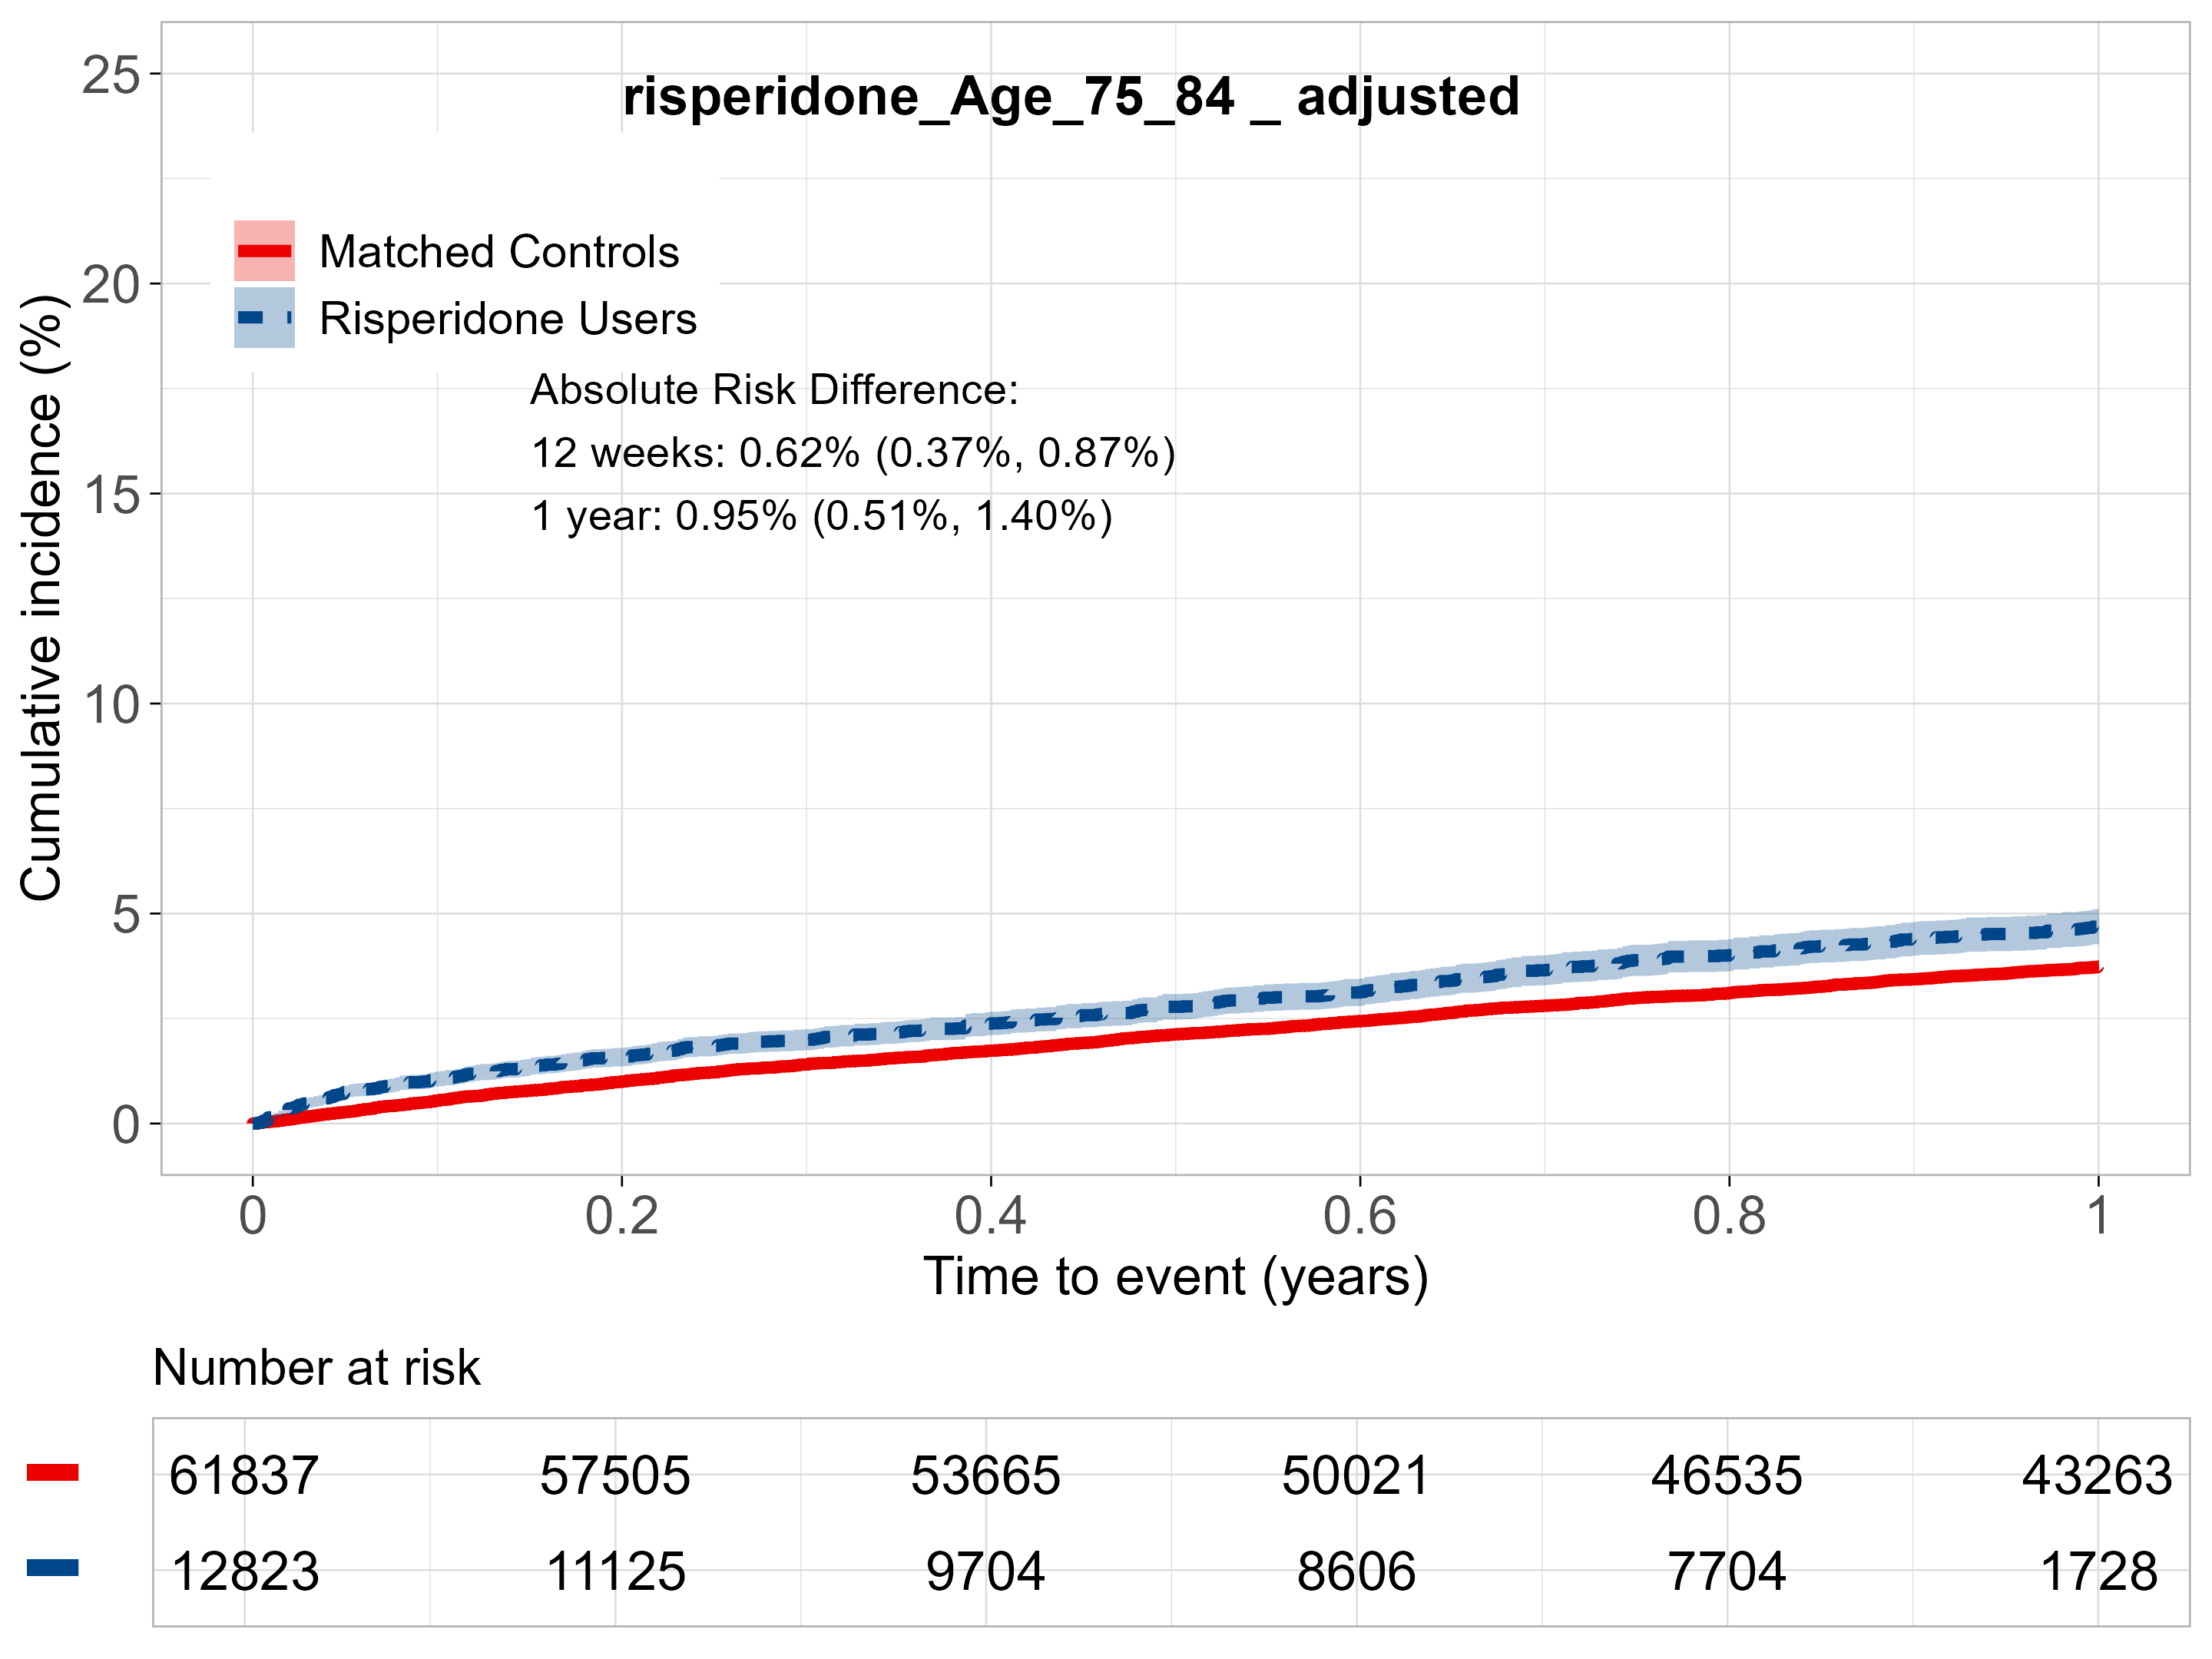 risperidone_Age_75_84 _ adjusted
25
20
15
10
5
0
Cumulative incidence (%)
Matched Controls
Risperidone Users
Absolute Risk Difference:
12 weeks: 0.62% (0.37%, 0.87%)
1 year: 0.95% (0.51%, 1.40%)
0 0.2 0.4 0.6 0.8 1
Time to event (years)
Number at risk
61837 57505 53665 50021 46535 43263
12823 11125 9704 8606 7704 1728